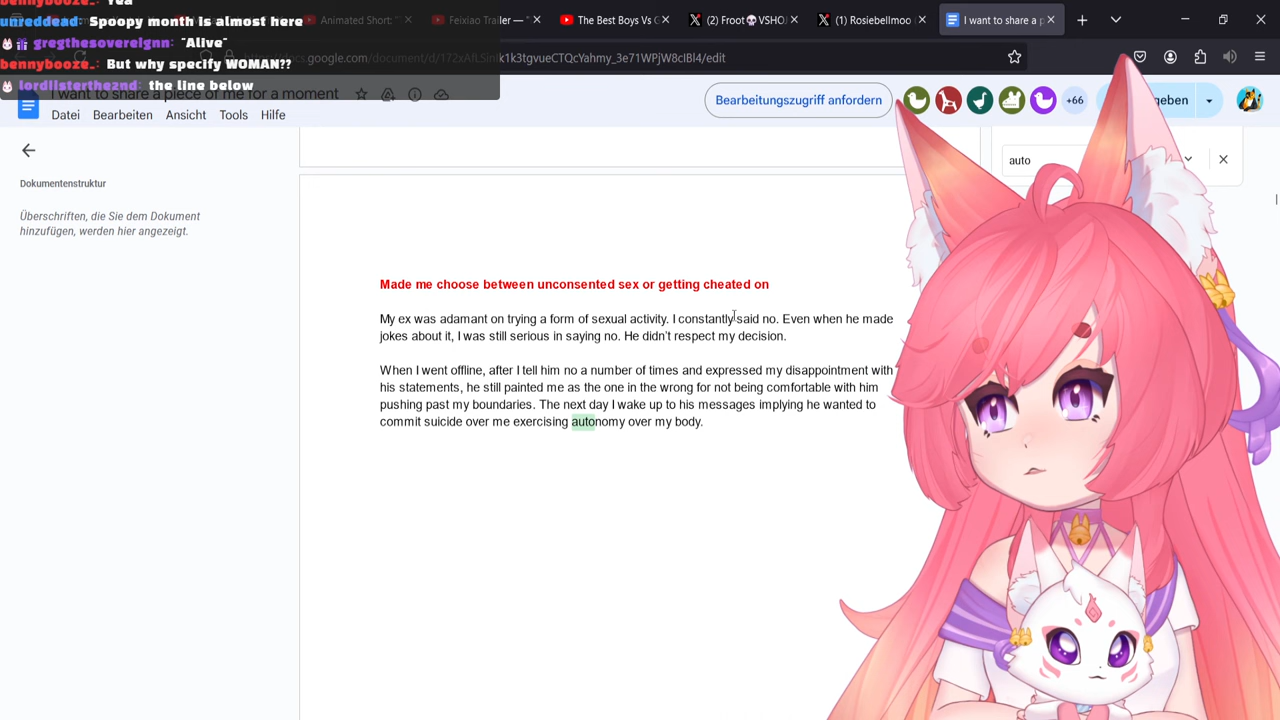 bennybooze_: Yea
unreddead: Spoopy month is almost here
gregthesovereignn: "Alive"
bennybooze_: But why specify WOMAN??
lordlistertheznd: the line below
Animated Short: "
Feixiao Trailer — "
The Best Boys Vs G
(2) Froot💀VSHO
(1) Rosiebellmoo
I want to share a p
k1k3tgvueCTQcYahmy_3e71WPjW8cIBI4/edit
I want to share a piece of me for a moment
Datei Bearbeiten Ansicht Tools Hilfe
Bearbeitungszugriff anfordern
+66
geben
auto
Dokumentenstruktur
Überschriften, die Sie dem Dokument
hinzufügen, werden hier angezeigt.
Made me choose between unconsented sex or getting cheated on
My ex was adamant on trying a form of sexual activity. I constantly said no. Even when he made
jokes about it, I was still serious in saying no. He didn't respect my decision.
When I went offline, after I tell him no a number of times and expressed my disappointment with
his statements, he still painted me as the one in the wrong for not being comfortable with him
pushing past my boundaries. The next day I wake up to his messages implying he wanted to
commit suicide over me exercising autonomy over my body.